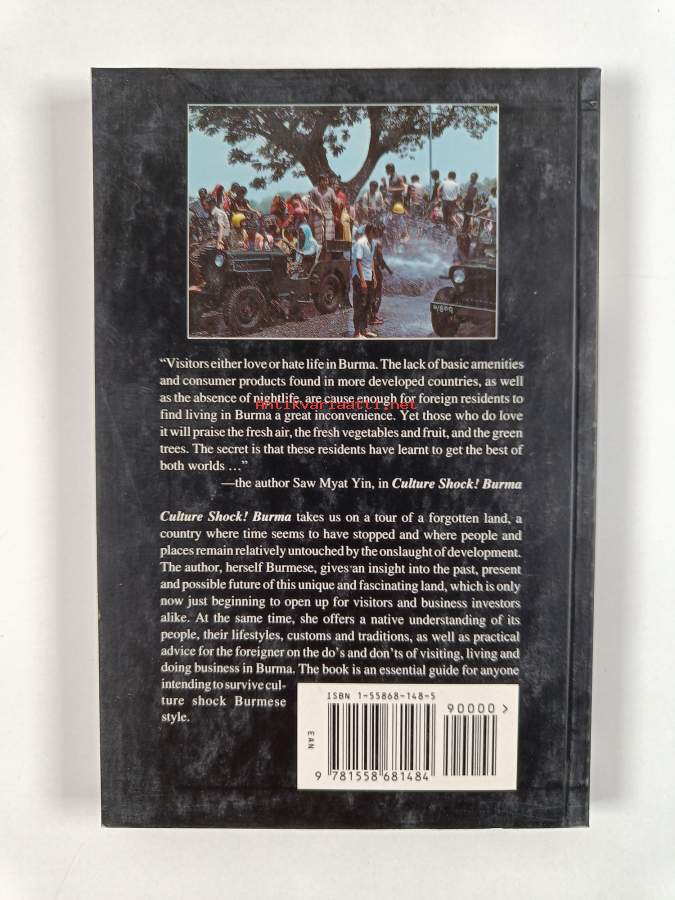 “Visitors either love or hate life in Burma. The lack of basic amenities
and consumer products found in more developed countries, as well
as the absence of nightlife, are cause enough for foreign residents to
Antikvariaatti.net
find living in Burma a great inconvenience. Yet those who do love
it will praise the fresh air, the fresh vegetables and fruit, and the green
trees. The secret is that these residents have learnt to get the best of
both worlds …”
—the author Saw Myat Yin, in Culture Shock! Burma
Culture Shock! Burma takes us on a tour of a forgotten land, a
country where time seems to have stopped and where people and
places remain relatively untouched by the onslaught of development.
The author, herself Burmese, gives an insight into the past, present
and possible future of this unique and fascinating land, which is only
now just beginning to open up for visitors and business investors
alike. At the same time, she offers a native understanding of its
people, their lifestyles, customs and traditions, as well as practical
advice for the foreigner on the do’s and don’ts of visiting, living and
doing business in Burma. The book is an essential guide for anyone
intending to survive cul-
ture shock Burmese
style.
ISBN 1-55868-148-5
90000>
EAN
9 781558 681484